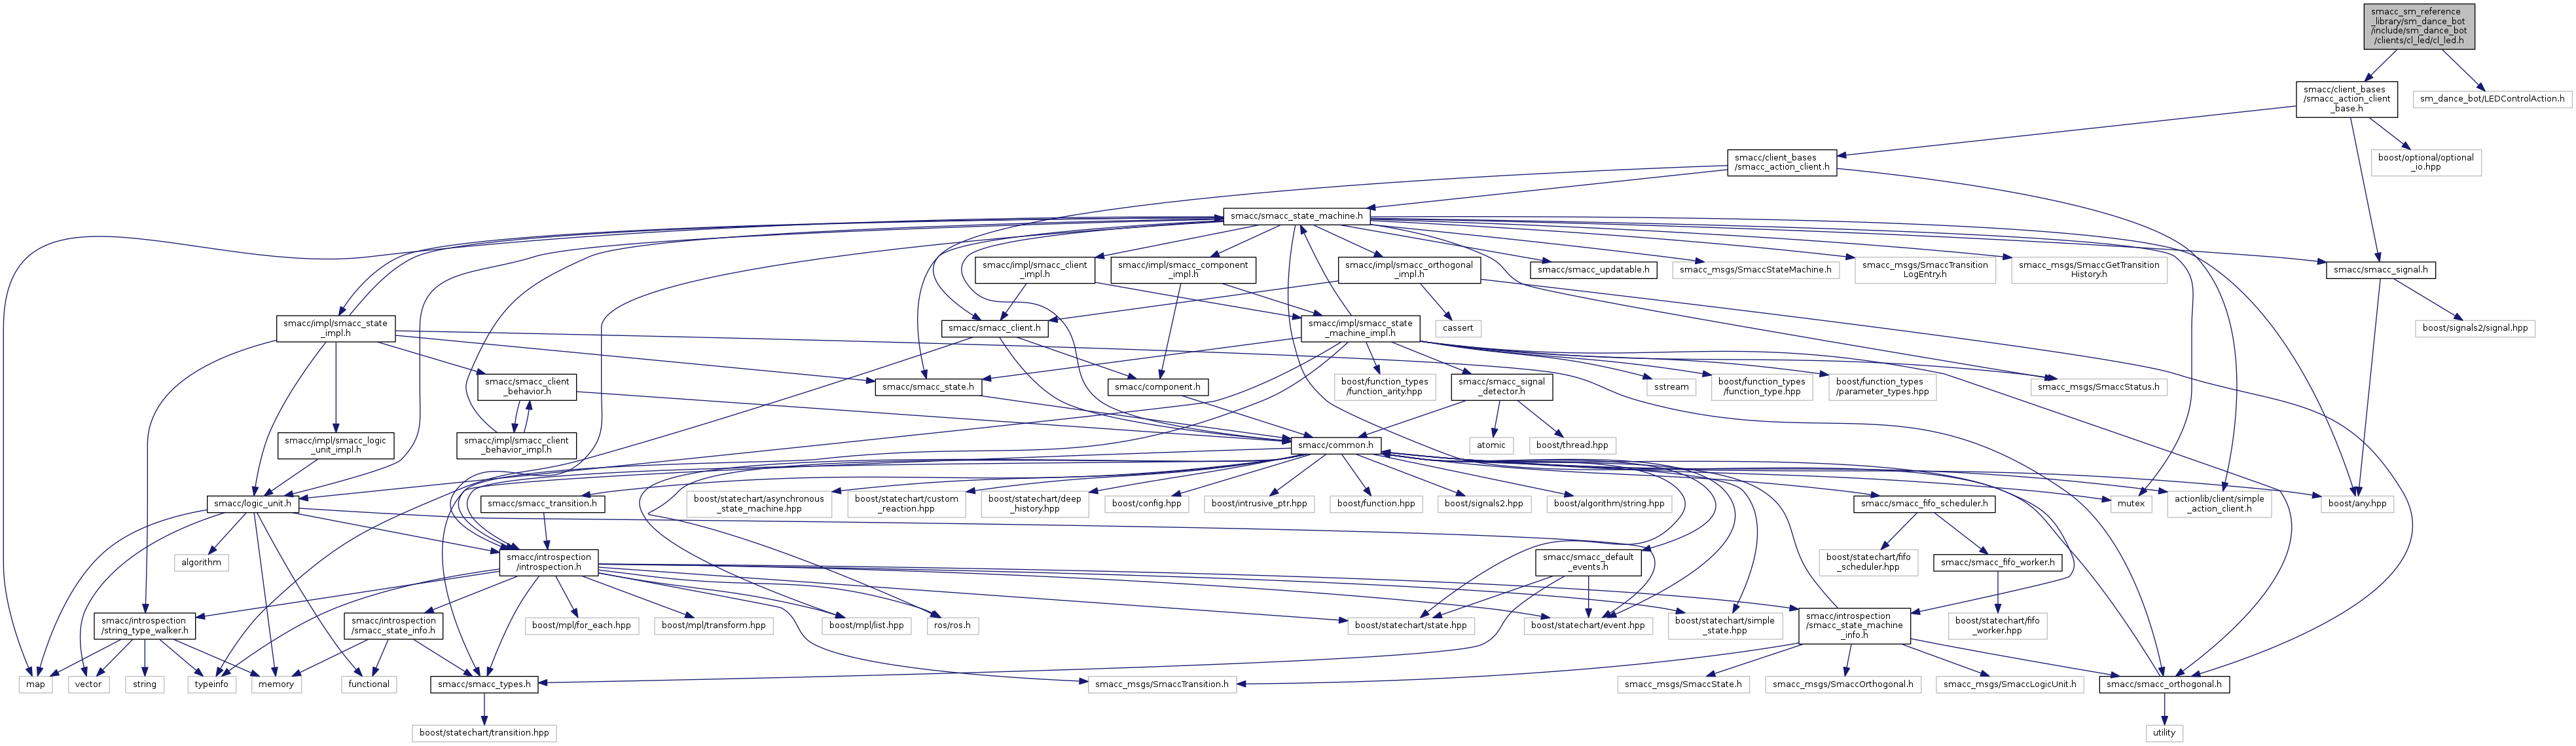 smacc_sm_reference
_library/sm_dance_bot
/include/sm_dance_bot
/clients/cl_led/cl_led.h
smacc/client_bases
/smacc_action_client
_base.h
sm_dance_bot/LEDControlAction.h
smacc/client_bases
/smacc_action_client.h
boost/optional/optional
_io.hpp
smacc/smacc_state_machine.h
smacc/impl/smacc_client
_impl.h
smacc/impl/smacc_component
_impl.h
smacc/impl/smacc_orthogonal
_impl.h
smacc/smacc_updatable.h
smacc_msgs/SmaccStateMachine.h
smacc_msgs/SmaccTransition
LogEntry.h
smacc_msgs/SmaccGetTransition
History.h
smacc/smacc_signal.h
smacc/impl/smacc_state
_impl.h
smacc/smacc_client.h
smacc/impl/smacc_state
_machine_impl.h
cassert
boost/signals2/signal.hpp
smacc/smacc_client
_behavior.h
smacc/smacc_state.h
smacc/component.h
boost/function_types
/function_arity.hpp
smacc/smacc_signal
_detector.h
sstream
boost/function_types
/function_type.hpp
boost/function_types
/parameter_types.hpp
smacc_msgs/SmaccStatus.h
smacc/impl/smacc_logic
_unit_impl.h
smacc/impl/smacc_client
_behavior_impl.h
smacc/common.h
atomic
boost/thread.hpp
smacc/logic_unit.h
smacc/smacc_transition.h
boost/statechart/asynchronous
_state_machine.hpp
boost/statechart/custom
_reaction.hpp
boost/statechart/deep
_history.hpp
boost/config.hpp
boost/intrusive_ptr.hpp
boost/function.hpp
boost/signals2.hpp
boost/algorithm/string.hpp
smacc/smacc_fifo_scheduler.h
mutex
actionlib/client/simple
_action_client.h
boost/any.hpp
algorithm
smacc/introspection
/introspection.h
smacc/smacc_default
_events.h
boost/statechart/fifo
_scheduler.hpp
smacc/smacc_fifo_worker.h
smacc/introspection
/string_type_walker.h
smacc/introspection
/smacc_state_info.h
boost/mpl/for_each.hpp
boost/mpl/transform.hpp
boost/mpl/list.hpp
ros/ros.h
boost/statechart/state.hpp
boost/statechart/event.hpp
boost/statechart/simple
_state.hpp
smacc/introspection
/smacc_state_machine
_info.h
boost/statechart/fifo
_worker.hpp
map
vector
string
typeinfo
memory
functional
smacc/smacc_types.h
smacc_msgs/SmaccTransition.h
smacc_msgs/SmaccState.h
smacc_msgs/SmaccOrthogonal.h
smacc_msgs/SmaccLogicUnit.h
smacc/smacc_orthogonal.h
boost/statechart/transition.hpp
utility